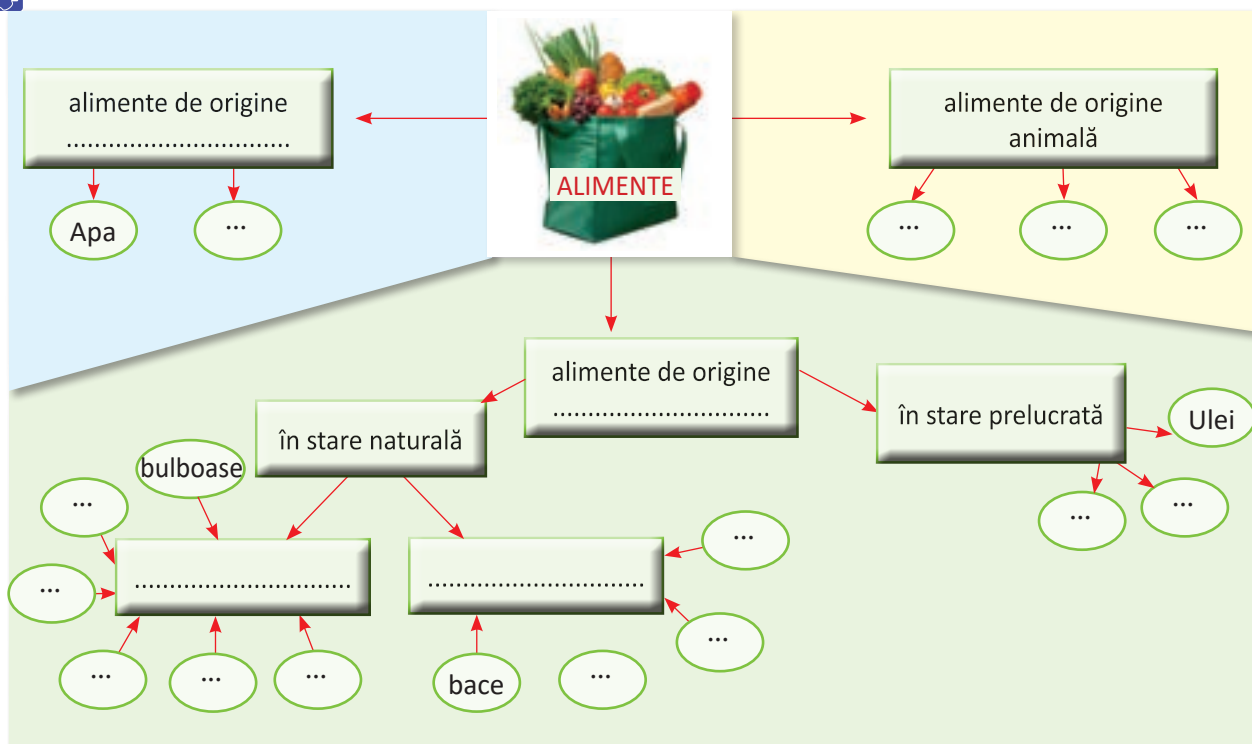 alimente de origine
................................
Apa
...
ALIMENTE
alimente de origine
animală
...
...
...
alimente de origine
...............................
în stare naturală
în stare prelucrată
Ulei
...
...
bulboase
...
...
...............................
...
...
...
...............................
...
...
bace
...